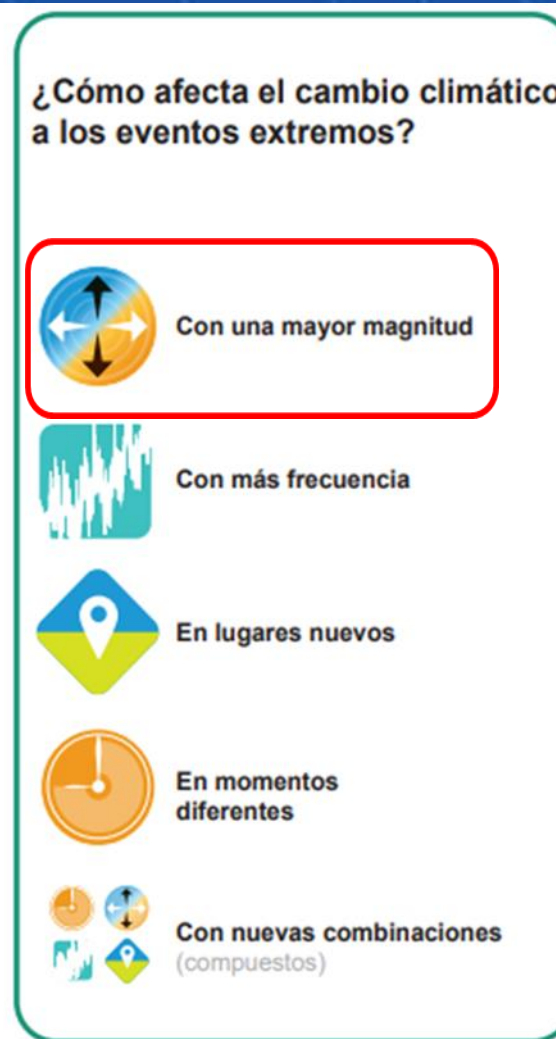 ¿Cómo afecta el cambio climático
a los eventos extremos?
Con una mayor magnitud
Con más frecuencia
En lugares nuevos
En momentos
diferentes
Con nuevas combinaciones
(compuestos)